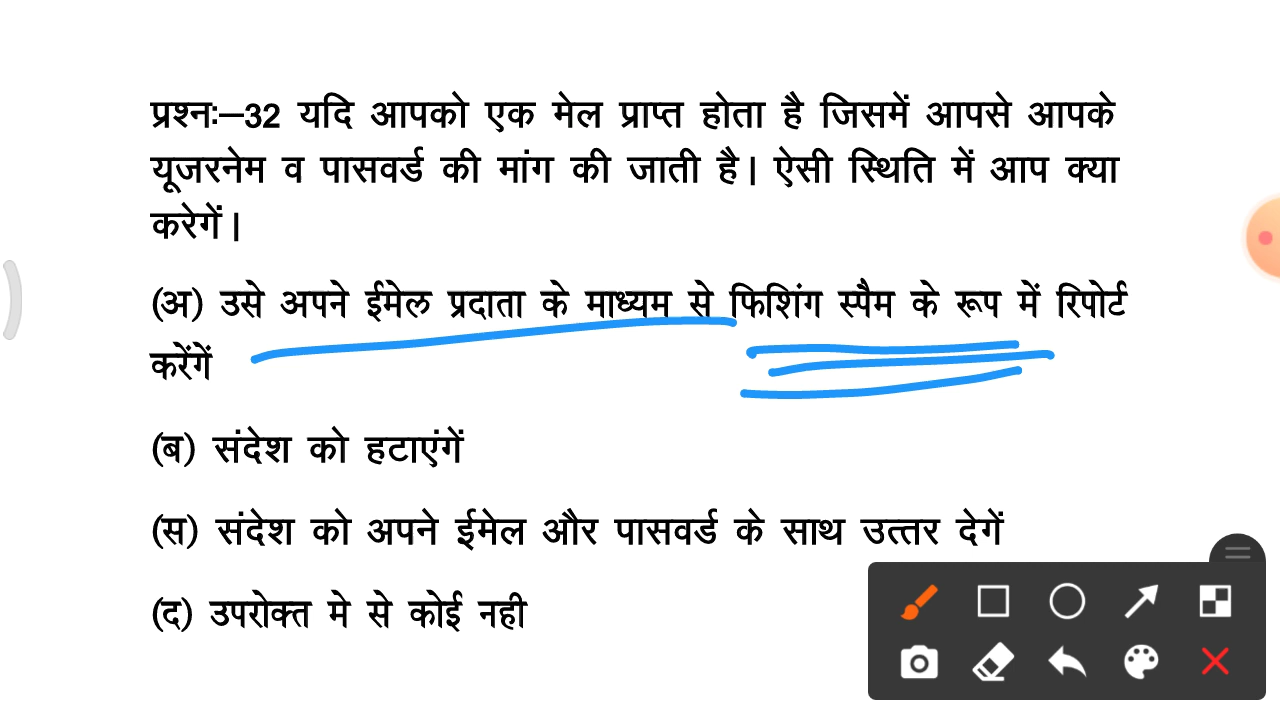 प्रश्नः–32 यदि आपको एक मेल प्राप्त होता है जिसमें आपसे आपके
यूजरनेम व पासवर्ड की मांग की जाती है। ऐसी स्थिति में आप क्या
करेगें।
(अ) उसे अपने ईमेल प्रदाता के माध्यम से फिशिंग स्पैम के रूप में रिपोर्ट
करेंगें
(ब) संदेश को हटाएंगें
(स) संदेश को अपने ईमेल और पासवर्ड के साथ उत्तर देगें
(द) उपरोक्त मे से कोई नही